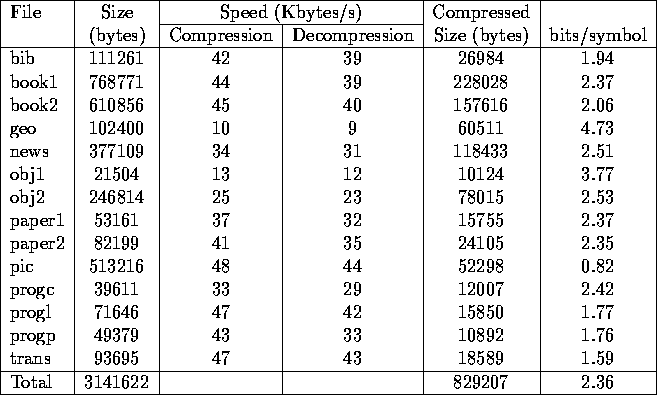 File Size Speed (Kbytes/s) Compressed
(bytes) Compression Decompression Size (bytes) bits/symbol
bib 111261 42 39 26984 1.94
book1 768771 44 39 228028 2.37
book2 610856 45 40 157616 2.06
geo 102400 10 9 60511 4.73
news 377109 34 31 118433 2.51
obj1 21504 13 12 10124 3.77
obj2 246814 25 23 78015 2.53
paper1 53161 37 32 15755 2.37
paper2 82199 41 35 24105 2.35
pic 513216 48 44 52298 0.82
progc 39611 33 29 12007 2.42
progl 71646 47 42 15850 1.77
progp 49379 43 33 10892 1.76
trans 93695 47 43 18589 1.59
Total 3141622 829207 2.36